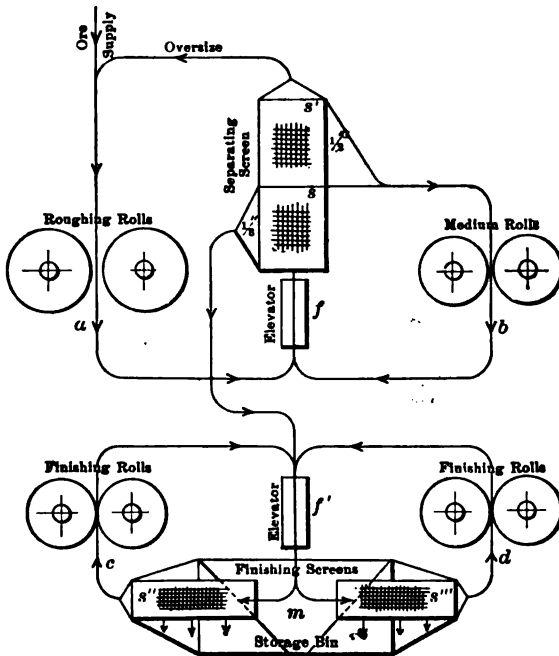 Ore
Supply
Oversize
s'
1/2"
Separating
Screen
s
1/8"
Roughing Rolls
Medium Rolls
a
Elevator
f
b
Finishing Rolls
Finishing Rolls
Elevator
f'
c
d
Finishing Screens
s''
s'''
m
Storage Bin